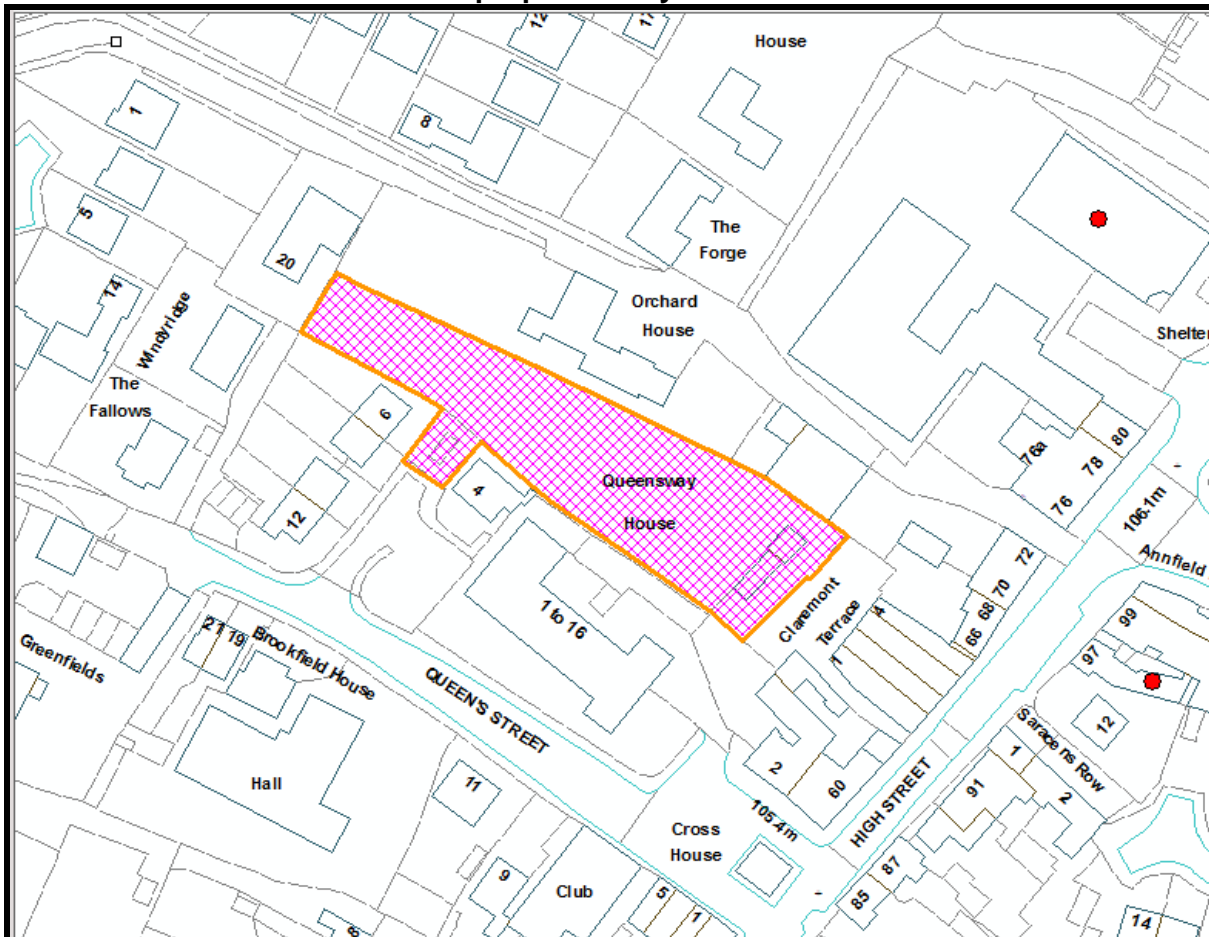 12
17
House
1
8
5
The
Forge
20
14
Windyridge
Orchard
House
Shelter
The
Fallows
6
76a
80
78
76
106.1m
4
Queensway
House
12
72
70
68
66
Annfield
99
97
Claremont
Terrace
4
1
1 to 16
21
19
Brookfield House
Greenfields
QUEEN'S STREET
12
Saracens Row
1
2
91
Hall
11
2
60
HIGH STREET
105.4m
Cross
House
87
85
9
Club
5
1
14
8